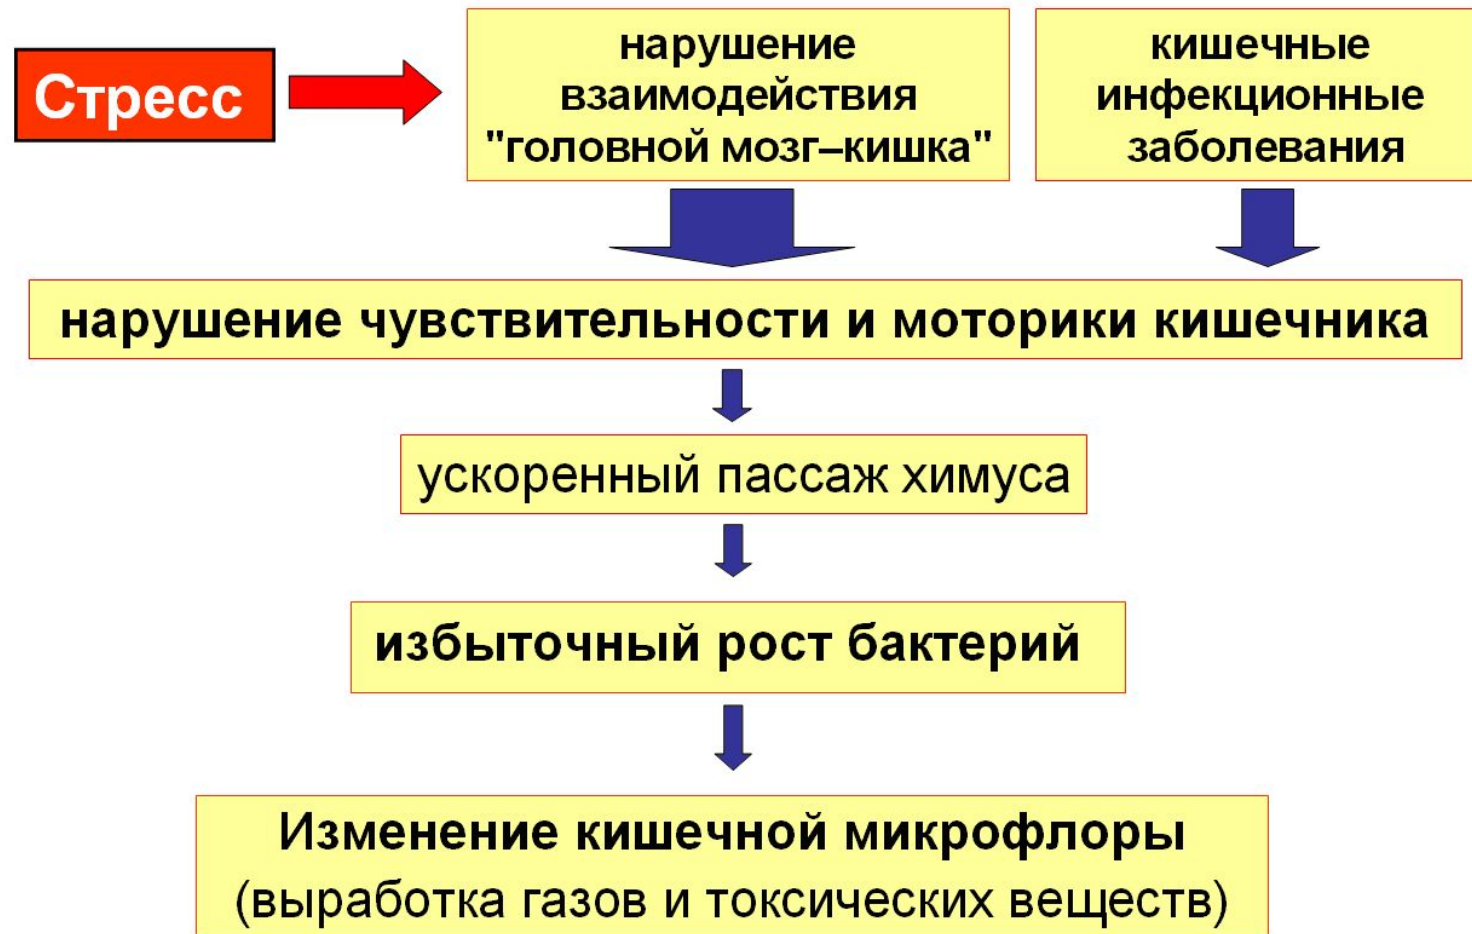 Стресс
нарушение
взаимодействия
"головной мозг–кишка"
кишечные
инфекционные
заболевания
нарушение чувствительности и моторики кишечника
ускоренный пассаж химуса
избыточный рост бактерий
Изменение кишечной микрофлоры
(выработка газов и токсических веществ)